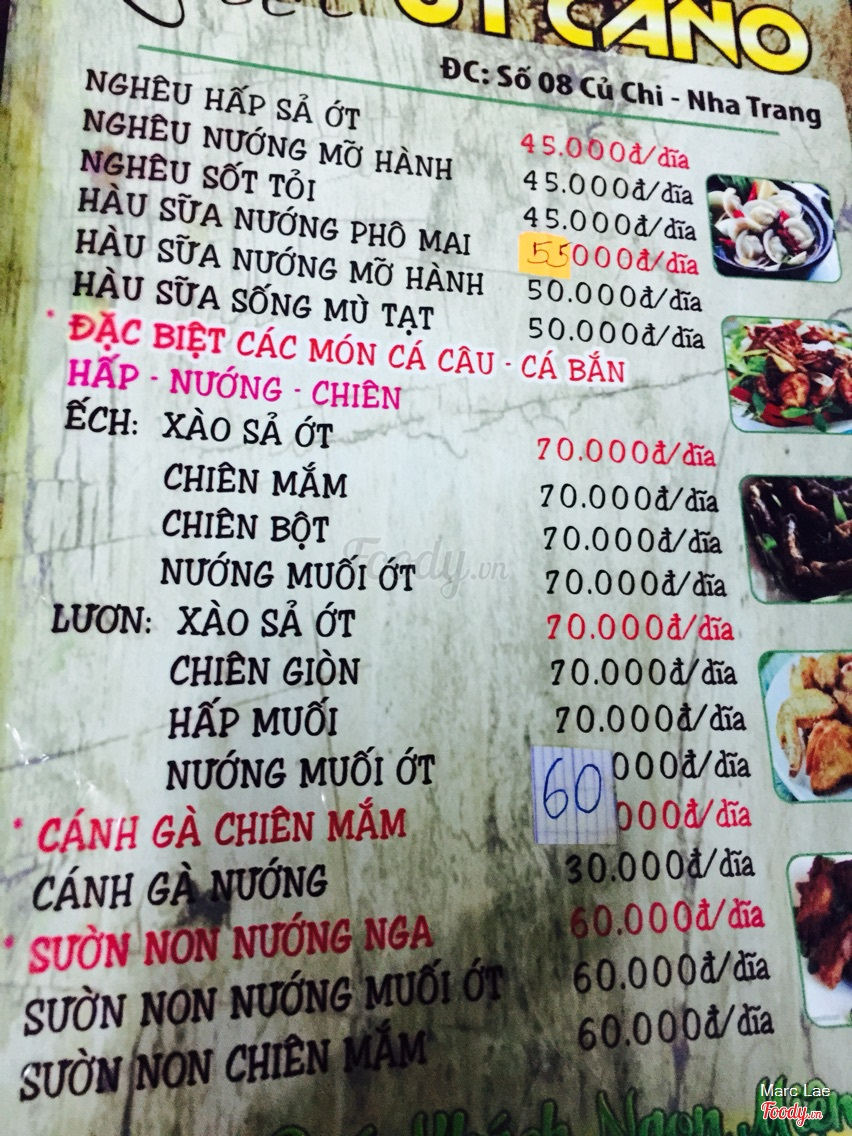 ÚT CANO
ĐC: Số 08 Củ Chi - Nha Trang
NGHÊU HẤP SẢ ỚT 45.000đ/dĩa
NGHÊU NƯỚNG MỠ HÀNH 45.000đ/dĩa
NGHÊU SỐT TỎI 45.000đ/dĩa
HÀU SỮA NƯỚNG PHÔ MAI 55000đ/dĩa
HÀU SỮA NƯỚNG MỠ HÀNH 50.000đ/dĩa
HÀU SỮA SỐNG MÙ TẠT 50.000đ/dĩa
* ĐẶC BIỆT CÁC MÓN CÁ CÂU - CÁ BẮN
HẤP - NƯỚNG - CHIÊN
ẾCH: XÀO SẢ ỚT 70.000đ/dĩa
CHIÊN MẮM 70.000đ/dĩa
CHIÊN BỘT 70.000đ/dĩa
NƯỚNG MUỐI ỚT 70.000đ/dĩa
LƯƠN: XÀO SẢ ỚT 70.000đ/dĩa
CHIÊN GIÒN 70.000đ/dĩa
HẤP MUỐI 70.000đ/dĩa
NƯỚNG MUỐI ỚT 60 000đ/dĩa
* CÁNH GÀ CHIÊN MẮM 000đ/dĩa
CÁNH GÀ NƯỚNG 30.000đ/dĩa
* SƯỜN NON NƯỚNG NGA 60.000đ/dĩa
SƯỜN NON NƯỚNG MUỐI ỚT 60.000đ/dĩa
SƯỜN NON CHIÊN MẮM 60.000đ/dĩa
Foody.vn
Marc Lae
Foody.vn